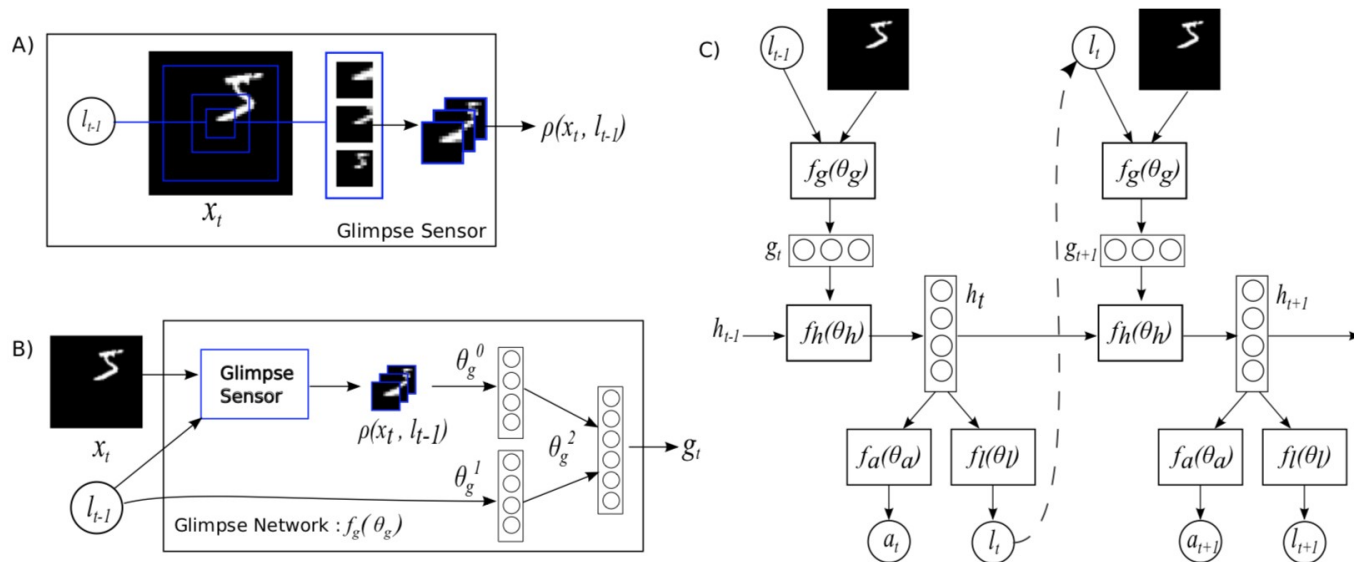 A)
l_{t-1}
x_t
ρ(x_t , l_{t-1})
Glimpse Sensor
B)
x_t
l_{t-1}
Glimpse
Sensor
ρ(x_t , l_{t-1})
θ_g^0
θ_g^1
θ_g^2
g_t
Glimpse Network : f_g(θ_g)
C)
l_{t-1}
l_t
f_g(θ_g)
f_g(θ_g)
g_t
g_{t+1}
h_{t-1}
f_h(θ_h)
h_t
f_h(θ_h)
h_{t+1}
f_a(θ_a)
f_l(θ_l)
f_a(θ_a)
f_l(θ_l)
a_t
l_t
a_{t+1}
l_{t+1}